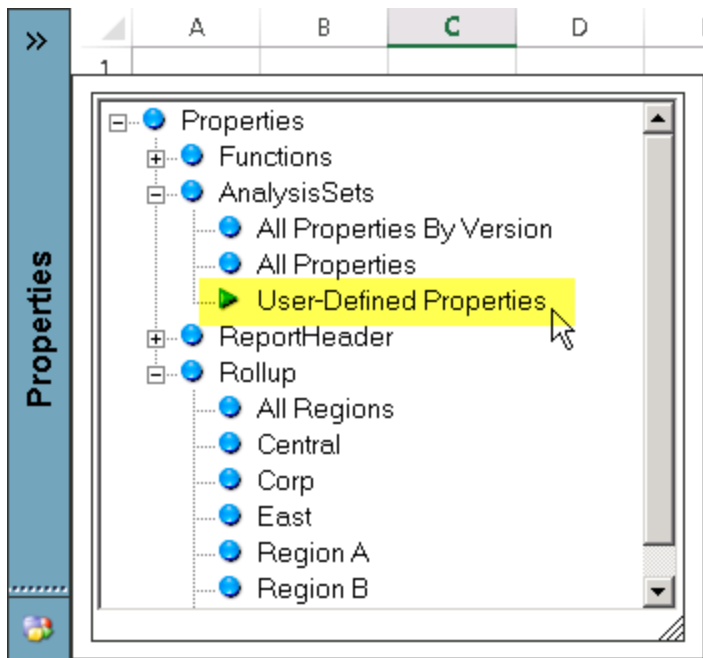 »
A B C D
1
Properties
Functions
AnalysisSets
All Properties By Version
All Properties
User-Defined Properties
ReportHeader
Rollup
All Regions
Central
Corp
East
Region A
Region B
Properties